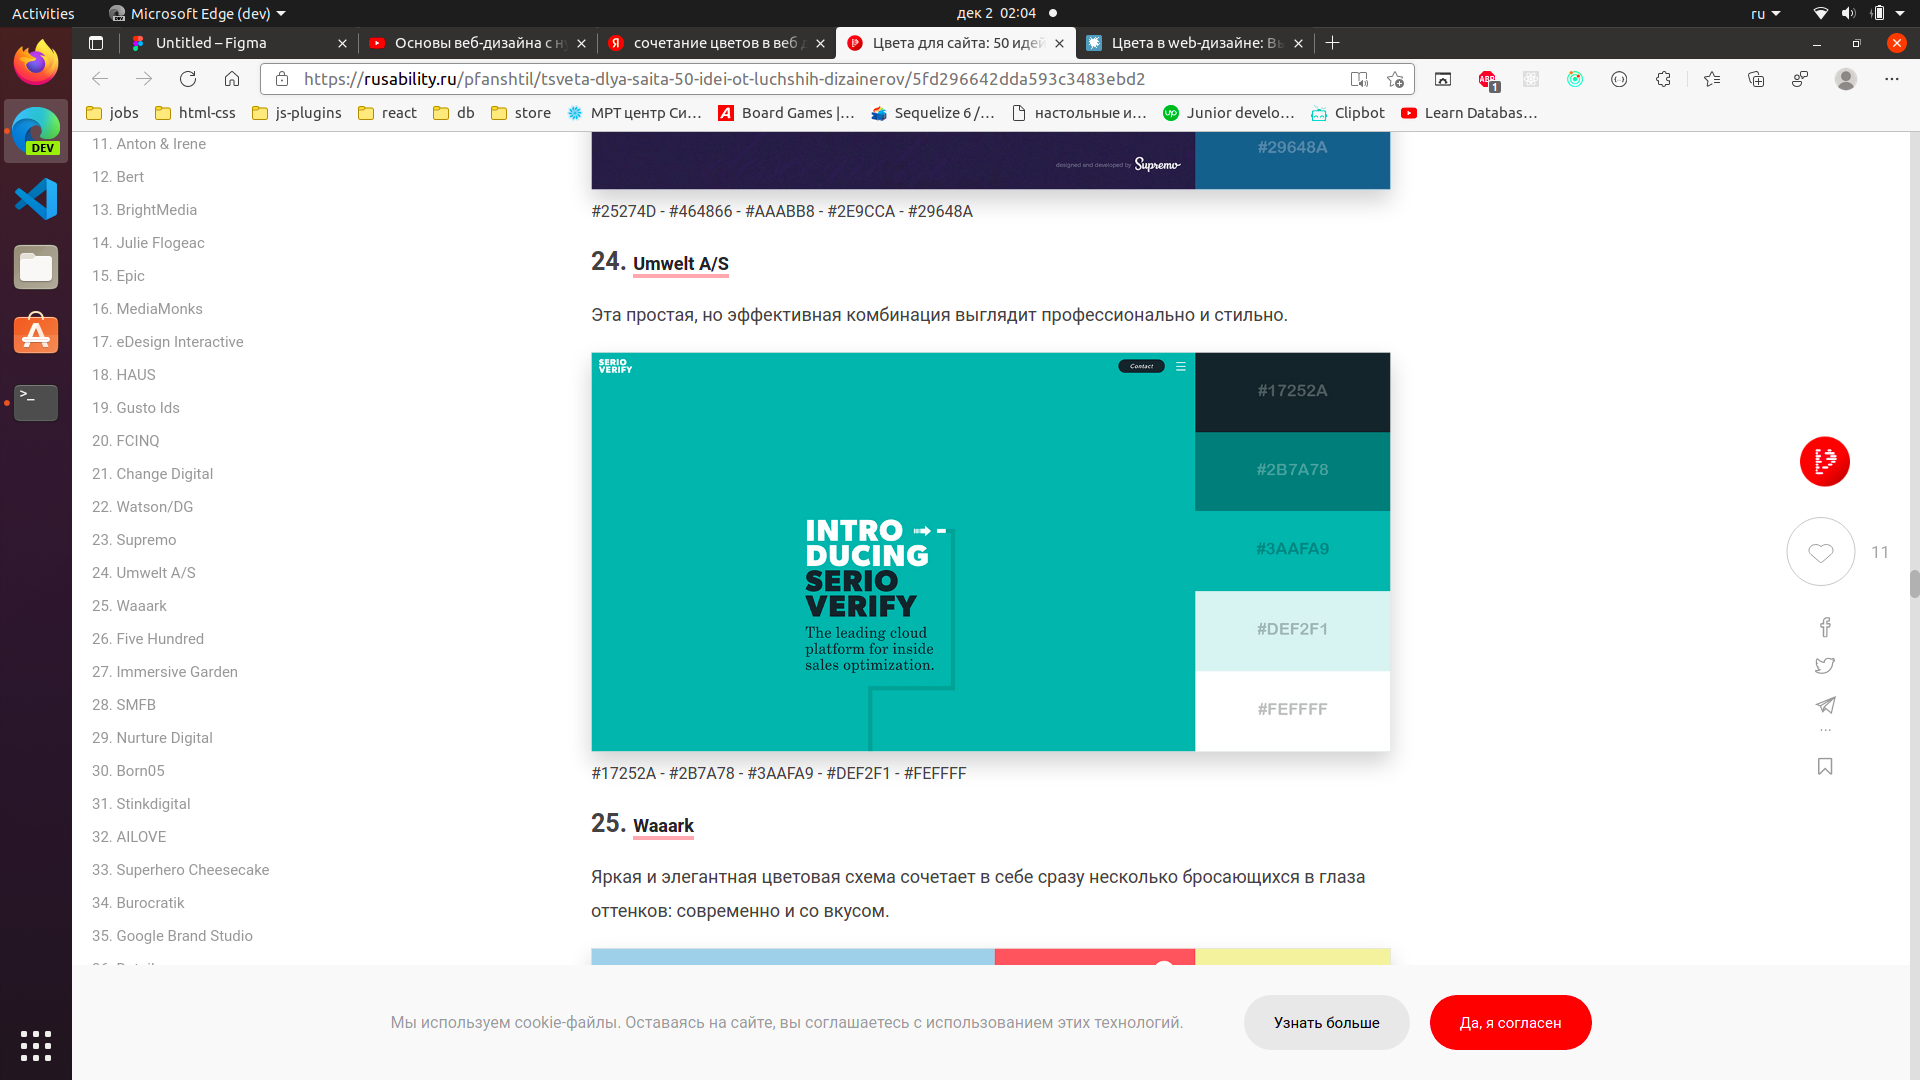 Activities
Microsoft Edge (dev)
дек 2 02:04
ru
Untitled – Figma
Основы веб-дизайна с н
сочетание цветов в веб
Цвета для сайта: 50 идей
Цвета в web-дизайне: Вы
https://rusability.ru/pfanshtil/tsveta-dlya-saita-50-idei-ot-luchshih-dizainerov/5fd296642dda593c3483ebd2
ABP
1
jobs
html-css
js-plugins
react
db
store
МРТ центр Си...
Board Games |...
Sequelize 6 /...
настольные и...
Junior develo...
Clipbot
Learn Databas...
DEV
11. Anton & Irene
12. Bert
13. BrightMedia
14. Julie Flogeac
15. Epic
16. MediaMonks
17. eDesign Interactive
18. HAUS
19. Gusto Ids
20. FCINQ
21. Change Digital
22. Watson/DG
23. Supremo
24. Umwelt A/S
25. Waaark
26. Five Hundred
27. Immersive Garden
28. SMFB
29. Nurture Digital
30. Born05
31. Stinkdigital
32. AILOVE
33. Superhero Cheesecake
34. Burocratik
35. Google Brand Studio
designed and developed by Supremo
#29648A
#25274D - #464866 - #AAABB8 - #2E9CCA - #29648A
24. Umwelt A/S
Эта простая, но эффективная комбинация выглядит профессионально и стильно.
SERIO
VERIFY
Contact
INTRO
DUCING
SERIO
VERIFY
The leading cloud
platform for inside
sales optimization.
#17252A
#2B7A78
#3AAFA9
#DEF2F1
#FEFFFF
#17252A - #2B7A78 - #3AAFA9 - #DEF2F1 - #FEFFFF
25. Waaark
Яркая и элегантная цветовая схема сочетает в себе сразу несколько бросающихся в глаза
оттенков: современно и со вкусом.
11
Мы используем cookie-файлы. Оставаясь на сайте, вы соглашаетесь с использованием этих технологий.
Узнать больше
Да, я согласен